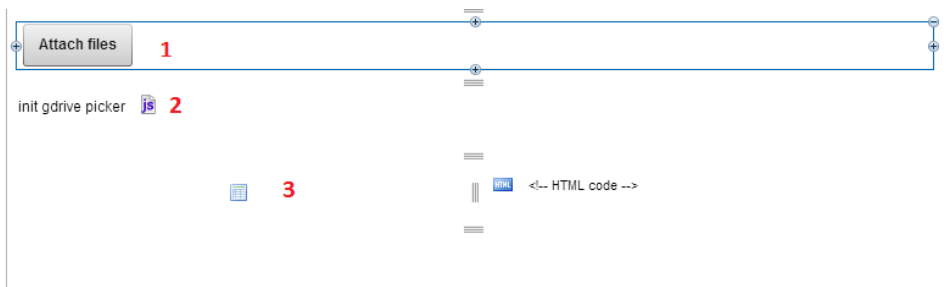 Attach files 1
init gdrive picker js 2
3 HTML <!-- HTML code -->